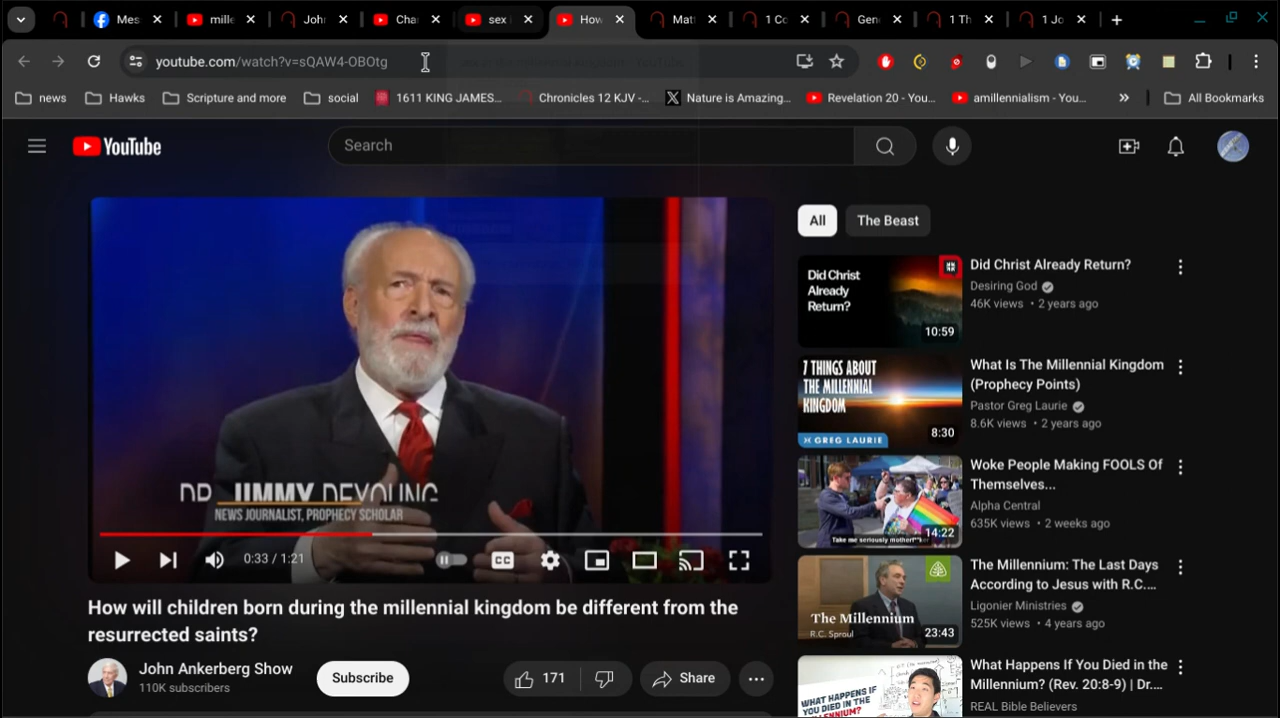 Mes
mille
John
Cha
sex i
How
Matt
1 Co
Gen
1 Th
1 Jo
youtube.com/watch?v=sQAW4-OBOtg
news
Hawks
Scripture and more
social
1611 KING JAMES...
Chronicles 12 KJV -...
Nature is Amazing...
Revelation 20 - You...
amillennialism - You...
»
All Bookmarks
YouTube
Search
DR. JIMMY DEYOUNG
NEWS JOURNALIST, PROPHECY SCHOLAR
0:33 / 1:21
CC
How will children born during the millennial kingdom be different from the
resurrected saints?
John Ankerberg Show
110K subscribers
Subscribe
171
Share
All
The Beast
Did Christ
Already
Return?
10:59
Did Christ Already Return?
Desiring God
46K views • 2 years ago
7 THINGS ABOUT
THE MILLENNIAL
KINGDOM
GREG LAURIE
8:30
What Is The Millennial Kingdom
(Prophecy Points)
Pastor Greg Laurie
8.6K views • 2 years ago
14:22
Woke People Making FOOLS Of
Themselves...
Alpha Central
635K views • 2 weeks ago
The Millennium
R.C. Sproul
23:43
The Millennium: The Last Days
According to Jesus with R.C....
Ligonier Ministries
525K views • 4 years ago
WHAT HAPPENS IF
YOU DIED IN THE
What Happens If You Died in the
Millennium? (Rev. 20:8-9) | Dr....
REAL Bible Believers